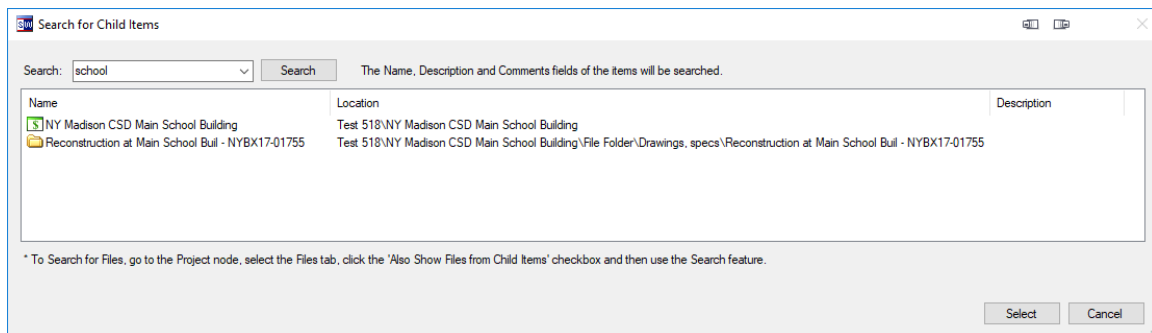 SW Search for Child Items
Search: school Search The Name, Description and Comments fields of the items will be searched.
Name Location Description
$ NY Madison CSD Main School Building Test 518\NY Madison CSD Main School Building
Reconstruction at Main School Buil - NYBX17-01755 Test 518\NY Madison CSD Main School Building\File Folder\Drawings, specs\Reconstruction at Main School Buil - NYBX17-01755
* To Search for Files, go to the Project node, select the Files tab, click the 'Also Show Files from Child Items' checkbox and then use the Search feature.
Select Cancel